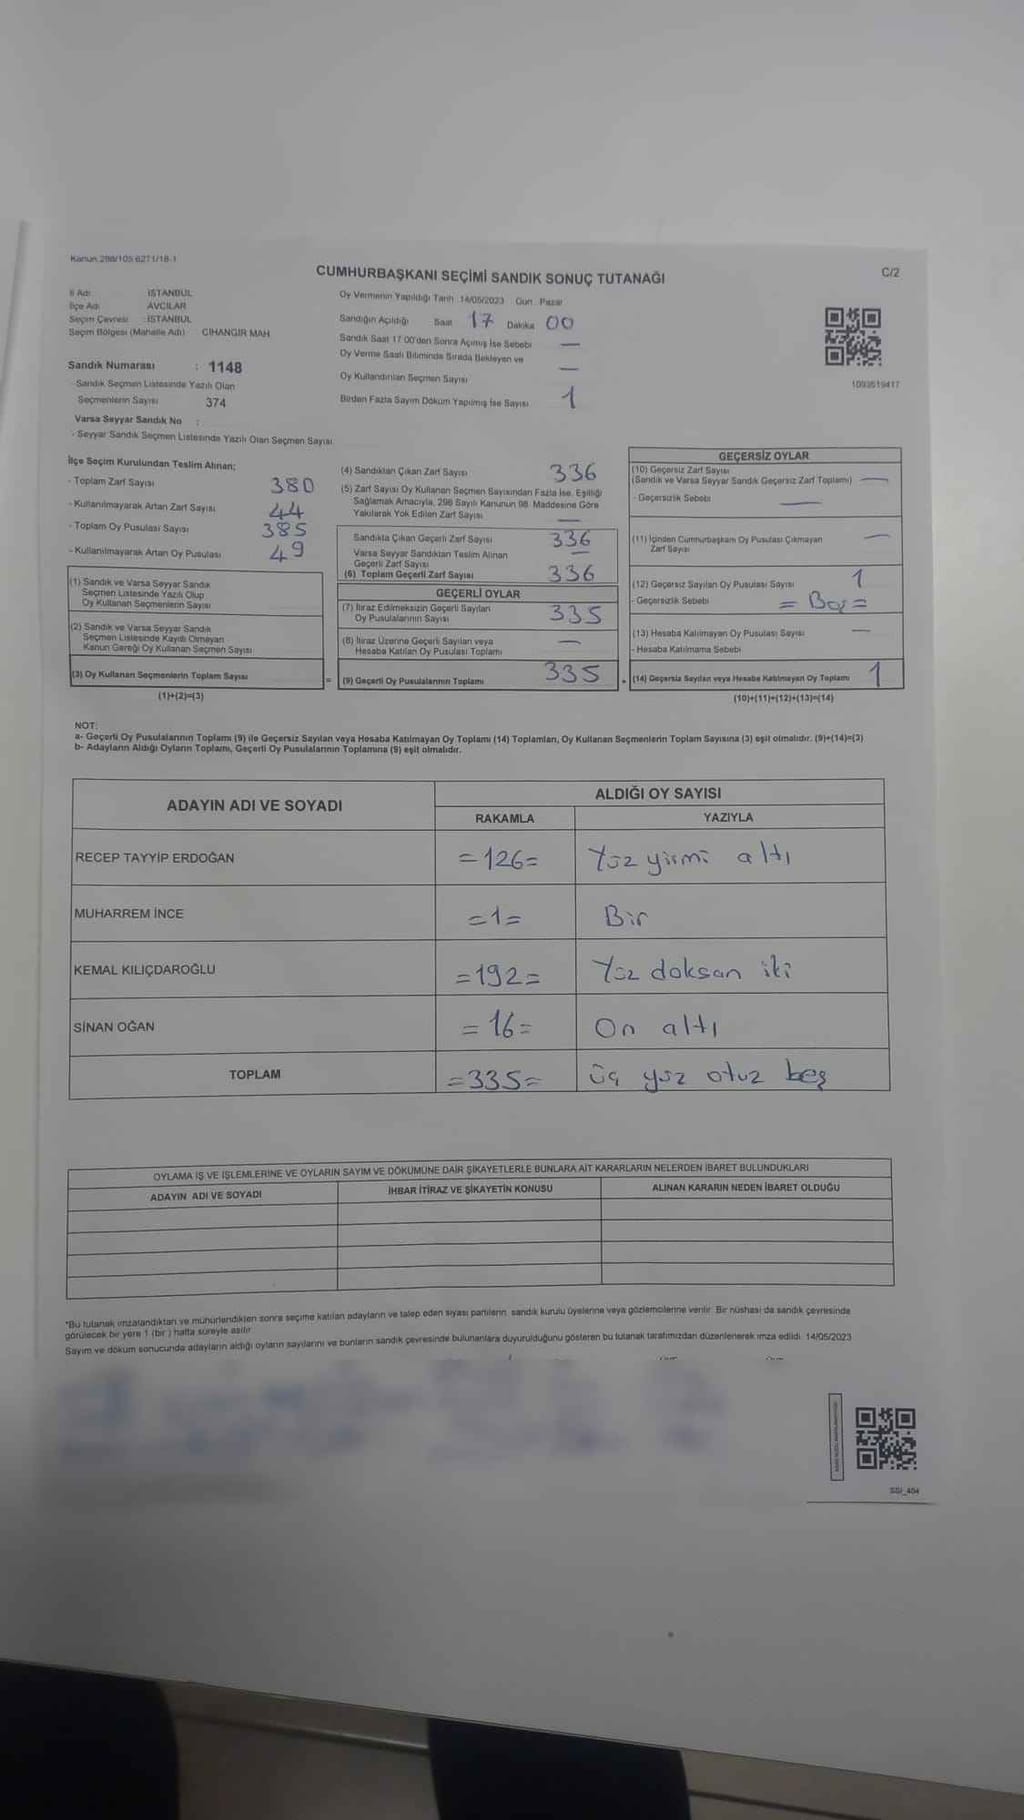 Kanun 298/105 6271/18-1
CUMHURBAŞKANI SEÇİMİ SANDIK SONUÇ TUTANAĞI
C/2
İl Adı İSTANBUL
İlçe Adı AVCILAR
Seçim Çevresi İSTANBUL
Seçim Bölgesi (Mahalle Adı) CİHANGİR MAH
Sandık Numarası : 1148
- Sandık Seçmen Listesinde Yazılı Olan
Seçmenlerin Sayısı 374
Varsa Seyyar Sandık No :
- Seyyar Sandık Seçmen Listesinde Yazılı Olan Seçmen Sayısı
Oy Vermenin Yapıldığı Tarih 14/05/2023 Gün Pazar
Sandığın Açıldığı Saat 17 Dakika 00
Sandık Saat 17 00'den Sonra Açılmış İse Sebebi —
Oy Verme Saati Bitiminde Sırada Bekleyen ve
Oy Kullandırılan Seçmen Sayısı —
Birden Fazla Sayım Döküm Yapılmış İse Sayısı 1
1093519417
İlçe Seçim Kurulundan Teslim Alınan;
- Toplam Zarf Sayısı 380
- Kullanılmayarak Artan Zarf Sayısı 44
- Toplam Oy Pusulası Sayısı 385
- Kullanılmayarak Artan Oy Pusulası 49
(1) Sandık ve Varsa Seyyar Sandık
Seçmen Listesinde Yazılı Olup
Oy Kullanan Seçmenlerin Sayısı
(2) Sandık ve Varsa Seyyar Sandık
Seçmen Listesinde Kayıtlı Olmayan
Kanun Gereği Oy Kullanan Seçmen Sayısı
(3) Oy Kullanan Seçmenlerin Toplam Sayısı =
(1)+(2)=(3)
(4) Sandıktan Çıkan Zarf Sayısı 336
(5) Zarf Sayısı Oy Kullanan Seçmen Sayısından Fazla İse, Eşitliği
Sağlamak Amacıyla, 298 Sayılı Kanunun 98. Maddesine Göre
Yakılarak Yok Edilen Zarf Sayısı —
Sandıkta Çıkan Geçerli Zarf Sayısı 336
Varsa Seyyar Sandıktan Teslim Alınan
Geçerli Zarf Sayısı —
(6) Toplam Geçerli Zarf Sayısı 336
GEÇERLİ OYLAR
(7) İtiraz Edilmeksizin Geçerli Sayılan
Oy Pusulalarının Sayısı 335
(8) İtiraz Üzerine Geçerli Sayılan veya
Hesaba Katılan Oy Pusulası Toplamı —
(9) Geçerli Oy Pusulalarının Toplamı 335
GEÇERSİZ OYLAR
(10) Geçersiz Zarf Sayısı
(Sandık ve Varsa Seyyar Sandık Geçersiz Zarf Toplamı) —
- Geçersizlik Sebebi —
(11) İçinden Cumhurbaşkanı Oy Pusulası Çıkmayan
Zarf Sayısı —
(12) Geçersiz Sayılan Oy Pusulası Sayısı 1
- Geçersizlik Sebebi = Boş =
(13) Hesaba Katılmayan Oy Pusulası Sayısı —
- Hesaba Katılmama Sebebi
(14) Geçersiz Sayılan veya Hesaba Katılmayan Oy Toplamı 1
(10)+(11)+(12)+(13)=(14)
NOT:
a- Geçerli Oy Pusulalarının Toplamı (9) ile Geçersiz Sayılan veya Hesaba Katılmayan Oy Toplamı (14) Toplamları, Oy Kullanan Seçmenlerin Toplam Sayısına (3) eşit olmalıdır. (9)+(14)=(3)
b- Adayların Aldığı Oyların Toplamı, Geçerli Oy Pusulalarının Toplamına (9) eşit olmalıdır.
ADAYIN ADI VE SOYADI
ALDIĞI OY SAYISI
RAKAMLA YAZIYLA
RECEP TAYYİP ERDOĞAN =126= Yüz yirmi altı
MUHARREM İNCE =1= Bir
KEMAL KILIÇDAROĞLU =192= Yüz doksan iki
SİNAN OĞAN =16= On altı
TOPLAM =335= üç yüz otuz beş
OYLAMA İŞ VE İŞLEMLERİNE VE OYLARIN SAYIM VE DÖKÜMÜNE DAİR ŞİKAYETLERLE BUNLARA AİT KARARLARIN NELERDEN İBARET BULUNDUKLARI
ADAYIN ADI VE SOYADI İHBAR İTİRAZ VE ŞİKAYETİN KONUSU ALINAN KARARIN NEDEN İBARET OLDUĞU
*Bu tutanak imzalandıktan ve mühürlendikten sonra seçime katılan adayların ve talep eden siyasi partilerin sandık kurulu üyelerine veya gözlemcilerine verilir. Bir nüshası da sandık çevresinde
görülecek bir yere 1 (bir) hafta süreyle asılır.
Sayım ve döküm sonucunda adayların aldığı oyların sayılarını ve bunların sandık çevresinde bulunanlara duyurulduğunu gösteren bu tutanak tarafımızdan düzenlenerek imza edildi. 14/05/2023
SSI_404